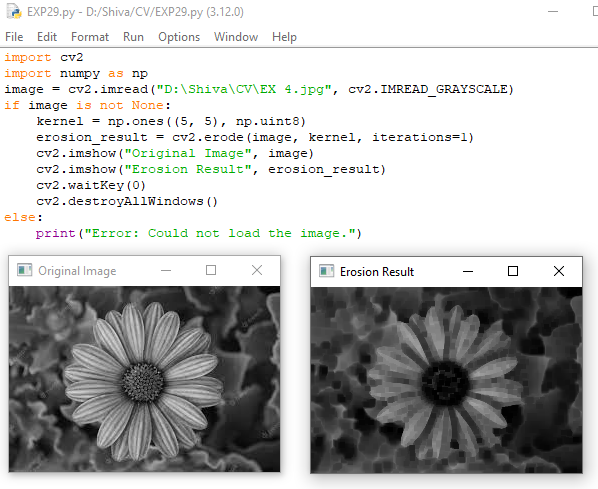 EXP29.py - D:/Shiva/CV/EXP29.py (3.12.0)
File Edit Format Run Options Window Help
import cv2
import numpy as np
image = cv2.imread("D:\Shiva\CV\EX 4.jpg", cv2.IMREAD_GRAYSCALE)
if image is not None:
    kernel = np.ones((5, 5), np.uint8)
    erosion_result = cv2.erode(image, kernel, iterations=1)
    cv2.imshow("Original Image", image)
    cv2.imshow("Erosion Result", erosion_result)
    cv2.waitKey(0)
    cv2.destroyAllWindows()
else:
    print("Error: Could not load the image.")
Original Image
Erosion Result